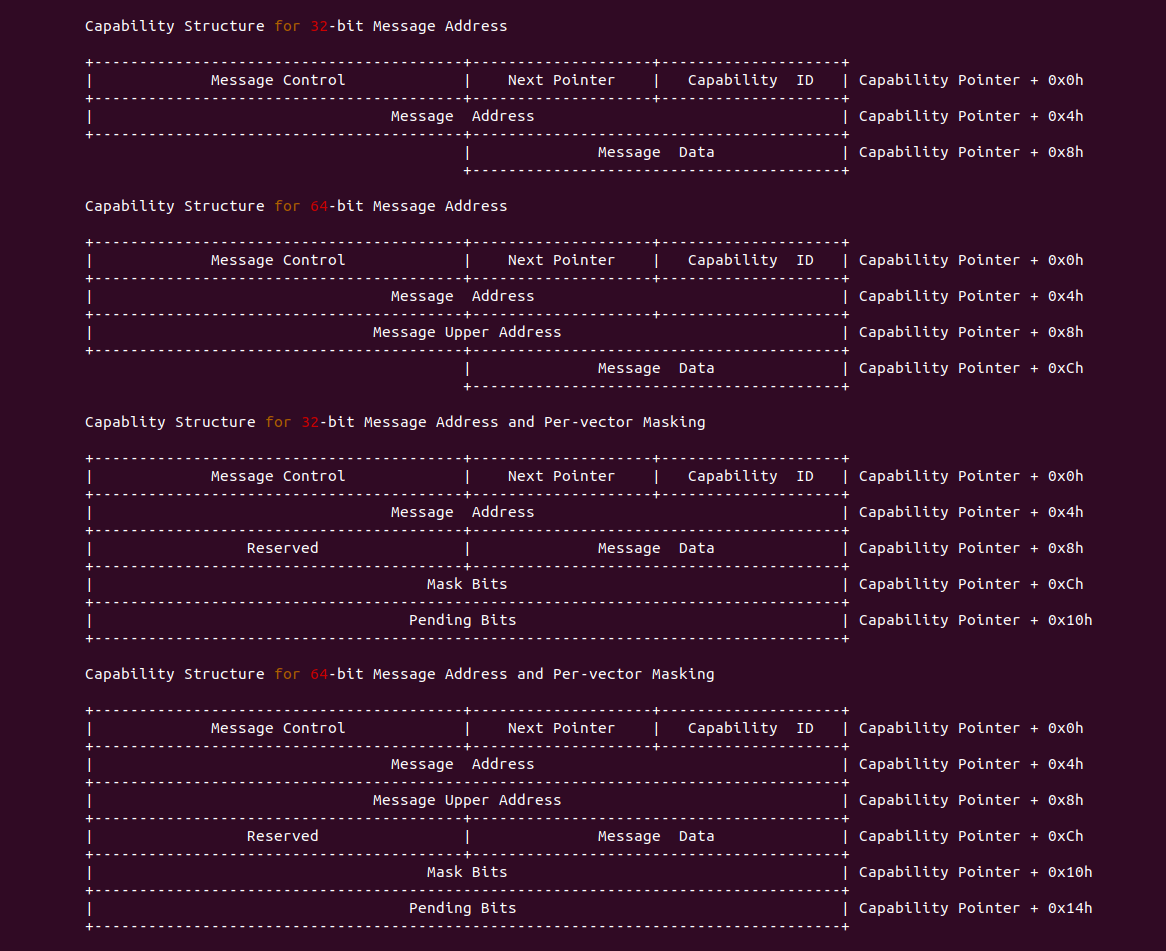 Capability Structure for 32-bit Message Address
+-----------------------------------------+--------------------+--------------------+
|             Message Control             |    Next Pointer    |   Capability  ID   | Capability Pointer + 0x0h
+-----------------------------------------+--------------------+--------------------+
|                                 Message  Address                                  | Capability Pointer + 0x4h
+-----------------------------------------+-----------------------------------------+
                                          |              Message  Data              | Capability Pointer + 0x8h
                                          +-----------------------------------------+
Capability Structure for 64-bit Message Address
+-----------------------------------------+--------------------+--------------------+
|             Message Control             |    Next Pointer    |   Capability  ID   | Capability Pointer + 0x0h
+-----------------------------------------+--------------------+--------------------+
|                                 Message  Address                                  | Capability Pointer + 0x4h
+-----------------------------------------+--------------------+--------------------+
|                               Message Upper Address                               | Capability Pointer + 0x8h
+-----------------------------------------+-----------------------------------------+
                                          |              Message  Data              | Capability Pointer + 0xCh
                                          +-----------------------------------------+
Capablity Structure for 32-bit Message Address and Per-vector Masking
+-----------------------------------------+--------------------+--------------------+
|             Message Control             |    Next Pointer    |   Capability  ID   | Capability Pointer + 0x0h
+-----------------------------------------+--------------------+--------------------+
|                                 Message  Address                                  | Capability Pointer + 0x4h
+-----------------------------------------+-----------------------------------------+
|                 Reserved                |              Message  Data              | Capability Pointer + 0x8h
+-----------------------------------------+-----------------------------------------+
|                                     Mask Bits                                     | Capability Pointer + 0xCh
+-----------------------------------------------------------------------------------+
|                                   Pending Bits                                    | Capability Pointer + 0x10h
+-----------------------------------------------------------------------------------+
Capability Structure for 64-bit Message Address and Per-vector Masking
+-----------------------------------------+--------------------+--------------------+
|             Message Control             |    Next Pointer    |   Capability  ID   | Capability Pointer + 0x0h
+-----------------------------------------+--------------------+--------------------+
|                                 Message  Address                                  | Capability Pointer + 0x4h
+-----------------------------------------------------------------------------------+
|                               Message Upper Address                               | Capability Pointer + 0x8h
+-----------------------------------------+-----------------------------------------+
|                 Reserved                |              Message  Data              | Capability Pointer + 0xCh
+-----------------------------------------+-----------------------------------------+
|                                     Mask Bits                                     | Capability Pointer + 0x10h
+-----------------------------------------------------------------------------------+
|                                   Pending Bits                                    | Capability Pointer + 0x14h
+-----------------------------------------------------------------------------------+